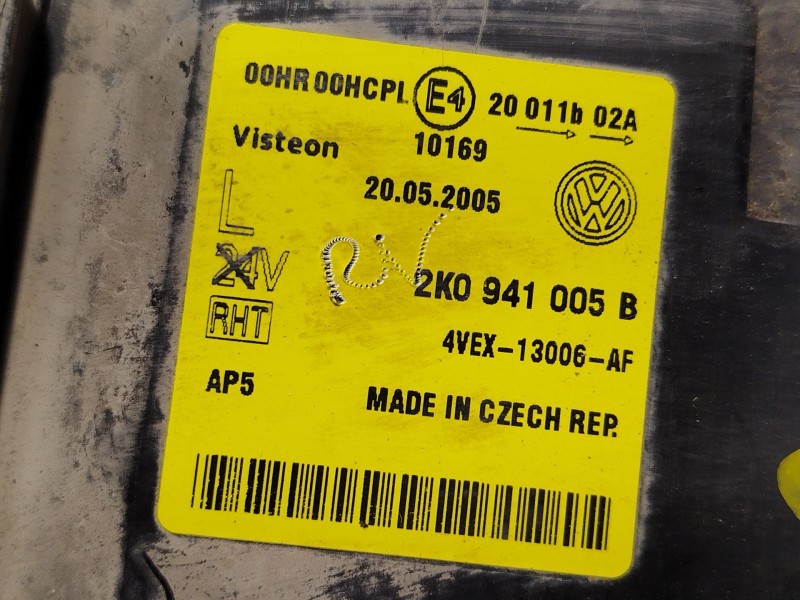 00HR 00HCPL E4 20 011b 02A
Visteon 10169
20.05.2005
L
24V
2K0 941 005 B
RHT
4VEX-13006-AF
AP5
MADE IN CZECH REP.